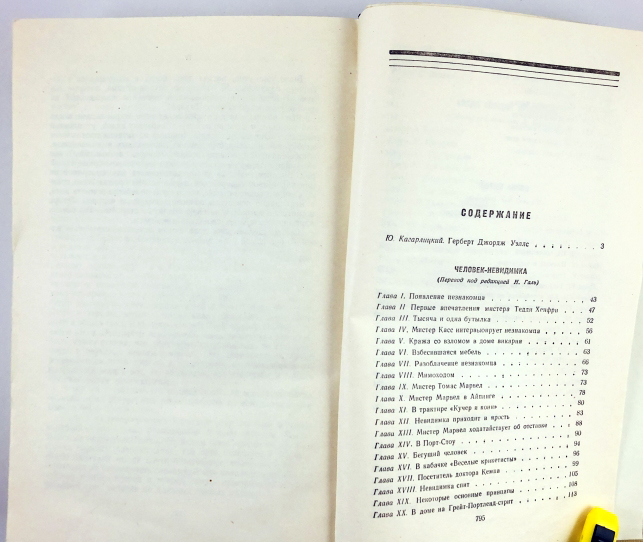 СОДЕРЖАНИЕ
Ю. Кагарлицкий. Герберт Джордж Уэллс . . . . . . . . 3
ЧЕЛОВЕК-НЕВИДИМКА
(Перевод под редакцией Н. Галь)
Глава I. Появление незнакомца . . . . . . . . . . 43
Глава II Первые впечатления мистера Тедди Хенфри . . . 47
Глава III. Тысяча и одна бутылка . . . . . . . . . . 52
Глава IV. Мистер Касс интервьюирует незнакомца . . . . . 56
Глава V. Кража со взломом в доме викария . . . . . . 61
Глава VI. Взбесившаяся мебель . . . . . . . . . . 63
Глава VII. Разоблачение незнакомца . . . . . . . . . 66
Глава VIII. Мимоходом . . . . . . . . . . . . . 73
Глава IX. Мистер Томас Марвел . . . . . . . . . . 73
Глава X. Мистер Марвел в Айпинге . . . . . . . . . 78
Глава XI. В трактире «Кучер и кони» . . . . . . . . . 80
Глава XII. Невидимка приходит в ярость . . . . . . . 83
Глава XIII. Мистер Марвел ходатайствует об отставке . . . . 88
Глава XIV. В Порт-Стоу . . . . . . . . . . . . 90
Глава XV. Бегущий человек . . . . . . . . . . . 94
Глава XVI. В кабачке «Веселые крикетисты» . . . . . . 96
Глава XVII. Посетитель доктора Кемпа . . . . . . . . 99
Глава XVIII. Невидимка спит . . . . . . . . . . . 105
Глава XIX. Некоторые основные принципы . . . . . . . 108
Глава XX. В доме на Грейт-Портленд-стрит . . . . . . 113
795